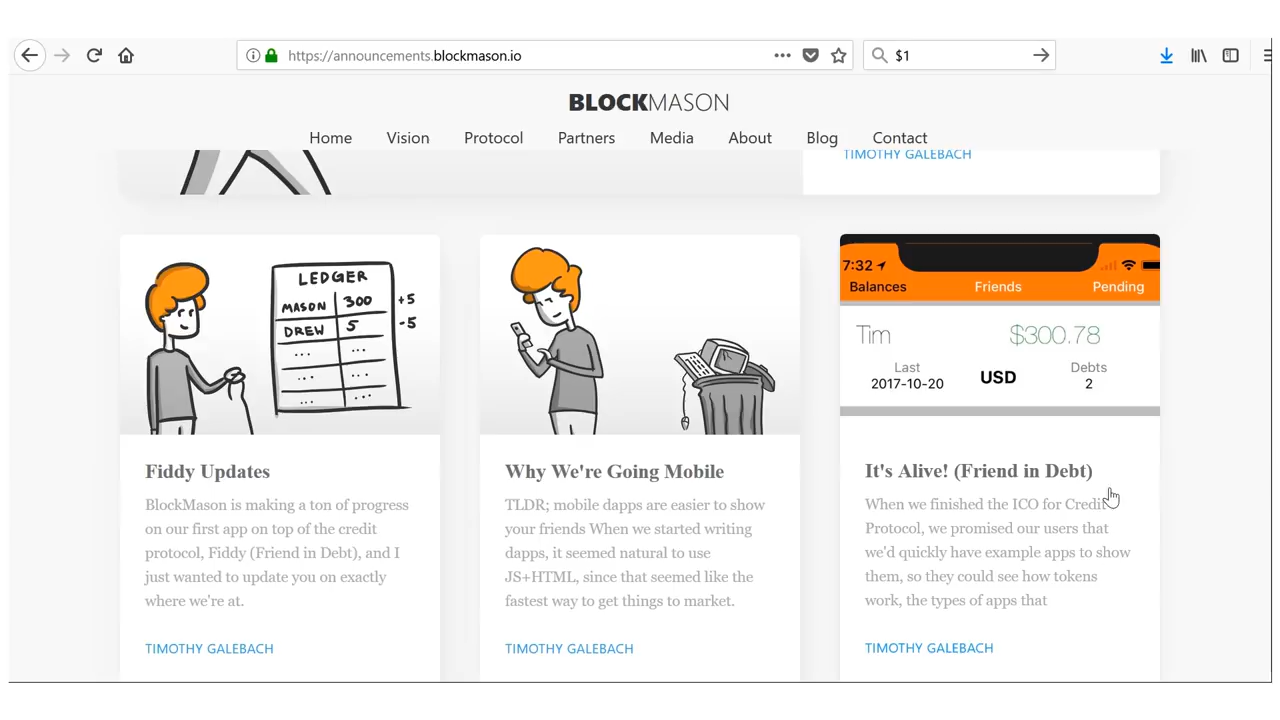 https://announcements.blockmason.io
$1
BLOCKMASON
Home Vision Protocol Partners Media About Blog Contact
TIMOTHY GALEBACH
LEDGER
MASON 300 +5
DREW 5 -5
... ...
... ...
... ...
Fiddy Updates
BlockMason is making a ton of progress
on our first app on top of the credit
protocol, Fiddy (Friend in Debt), and I
just wanted to update you on exactly
where we're at.
TIMOTHY GALEBACH
Why We're Going Mobile
TLDR; mobile dapps are easier to show
your friends When we started writing
dapps, it seemed natural to use
JS+HTML, since that seemed like the
fastest way to get things to market.
TIMOTHY GALEBACH
7:32
Balances Friends Pending
Tim $300.78
Last USD Debts
2017-10-20 2
It's Alive! (Friend in Debt)
When we finished the ICO for Credit
Protocol, we promised our users that
we'd quickly have example apps to show
them, so they could see how tokens
work, the types of apps that
TIMOTHY GALEBACH